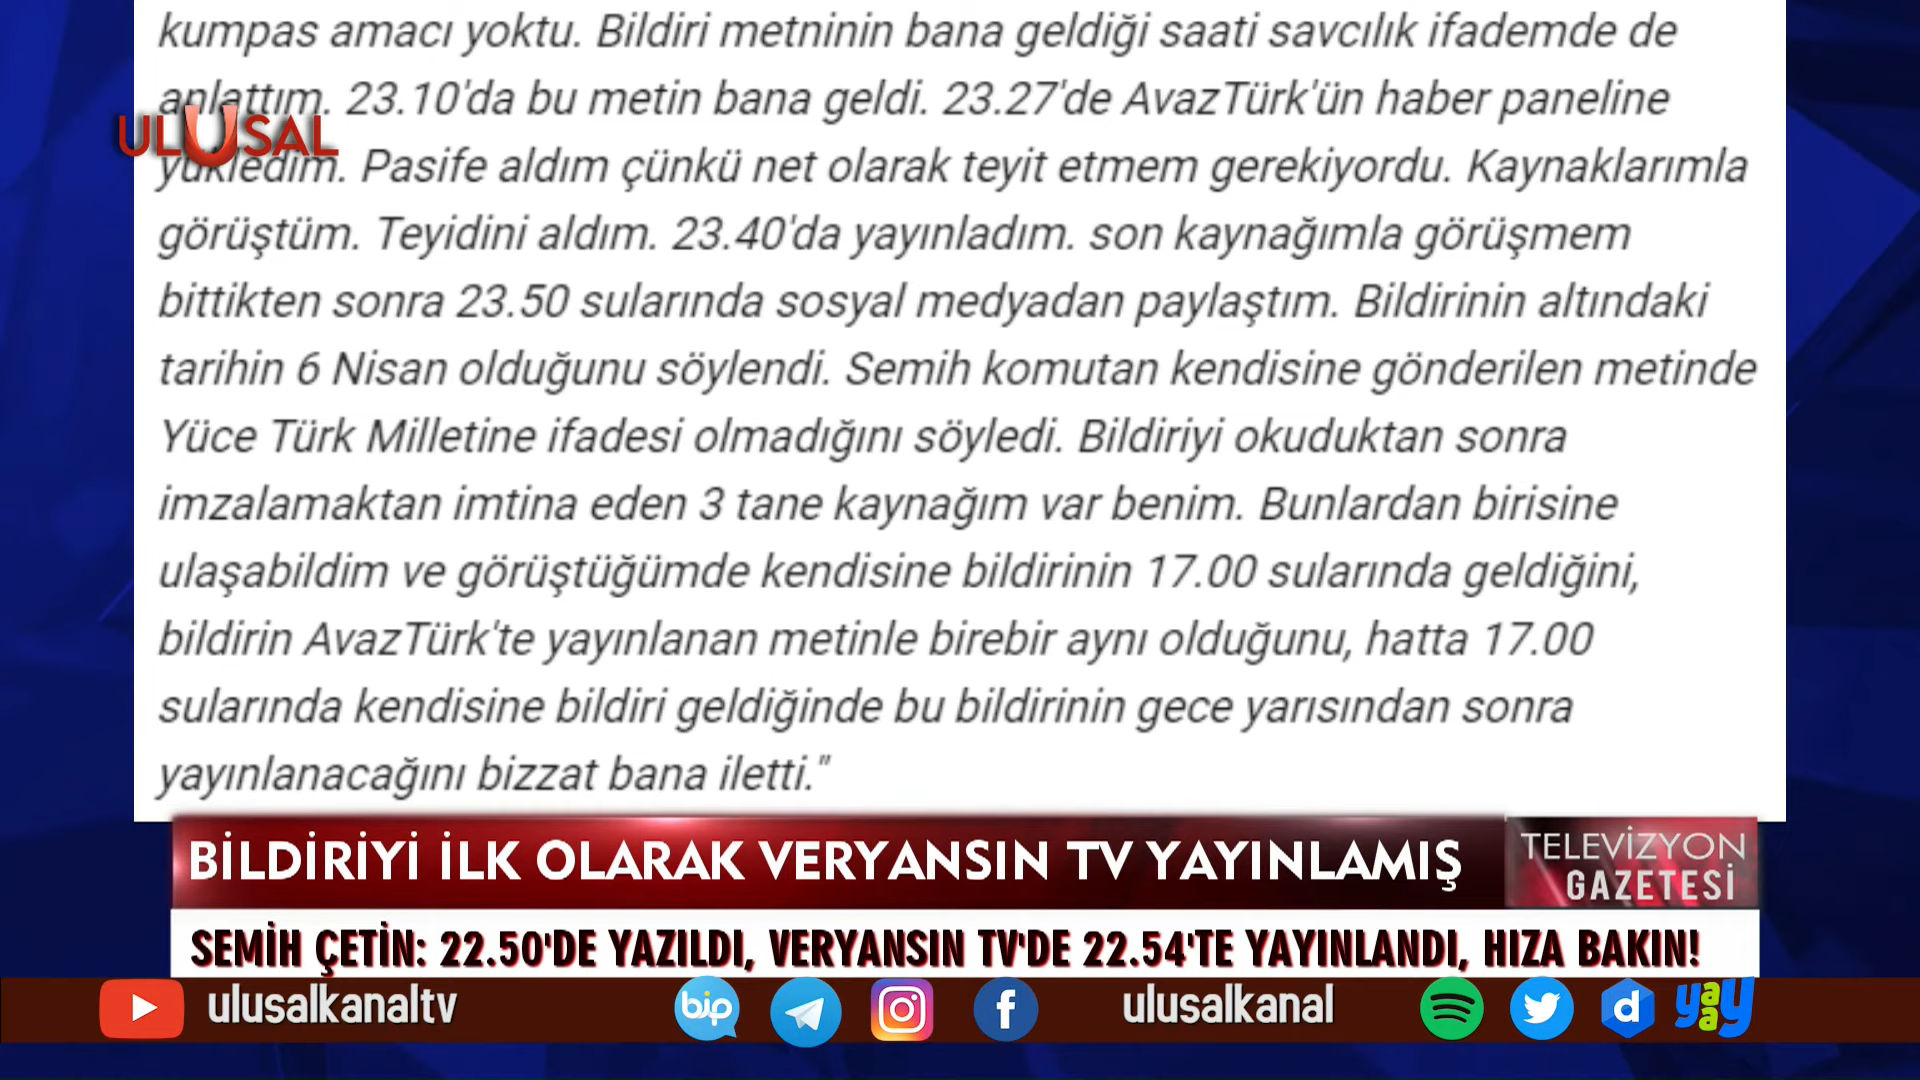 kumpas amacı yoktu. Bildiri metninin bana geldiği saati savcılık ifademde de
anlattım. 23.10'da bu metin bana geldi. 23.27'de AvazTürk'ün haber paneline
ULUSAL
yükledim. Pasife aldım çünkü net olarak teyit etmem gerekiyordu. Kaynaklarımla
görüştüm. Teyidini aldım. 23.40'da yayınladım. son kaynağımla görüşmem
bittikten sonra 23.50 sularında sosyal medyadan paylaştım. Bildirinin altındaki
tarihin 6 Nisan olduğunu söylendi. Semih komutan kendisine gönderilen metinde
Yüce Türk Milletine ifadesi olmadığını söyledi. Bildiriyi okuduktan sonra
imzalamaktan imtina eden 3 tane kaynağım var benim. Bunlardan birisine
ulaşabildim ve görüştüğümde kendisine bildirinin 17.00 sularında geldiğini,
bildirin AvazTürk'te yayınlanan metinle birebir aynı olduğunu, hatta 17.00
sularında kendisine bildiri geldiğinde bu bildirinin gece yarısından sonra
yayınlanacağını bizzat bana iletti."
BİLDİRİYİ İLK OLARAK VERYANSIN TV YAYINLAMIŞ
TELEVİZYON
GAZETESİ
SEMİH ÇETİN: 22.50'DE YAZILDI, VERYANSIN TV'DE 22.54'TE YAYINLANDI, HIZA BAKIN!
ulusalkanaltv
bip
ulusalkanal
d
yaay